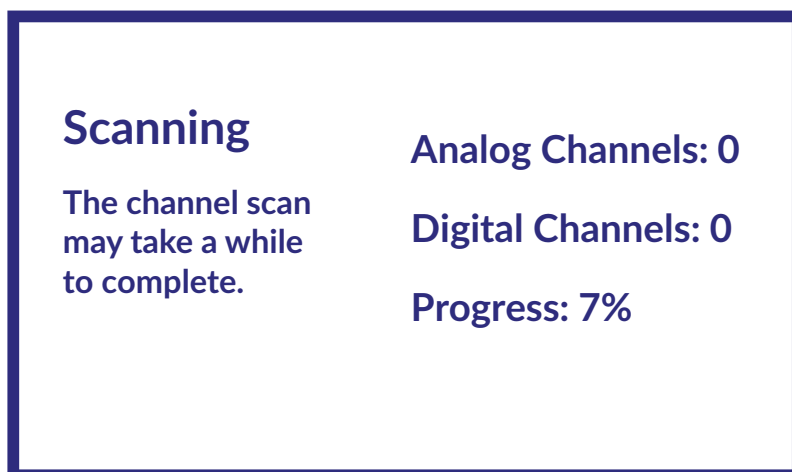 Scanning
The channel scan
may take a while
to complete.
Analog Channels: 0
Digital Channels: 0
Progress: 7%